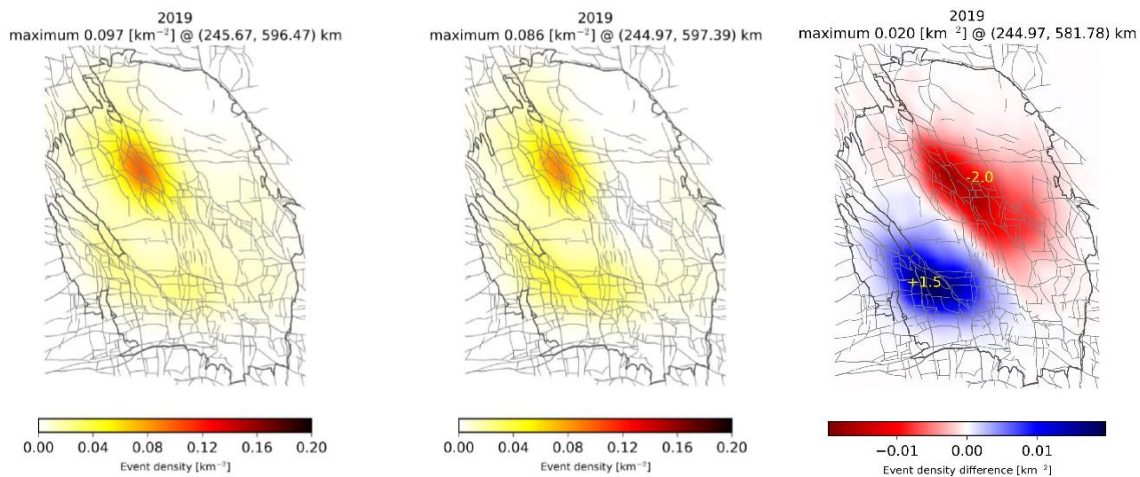 2019
maximum 0.097 [km⁻²] @ (245.67, 596.47) km
0.00 0.04 0.08 0.12 0.16 0.20
Event density [km⁻²]
2019
maximum 0.086 [km⁻²] @ (244.97, 597.39) km
0.00 0.04 0.08 0.12 0.16 0.20
Event density [km⁻²]
2019
maximum 0.020 [km⁻²] @ (244.97, 581.78) km
-2.0
+1.5
−0.01 0.00 0.01
Event density difference [km⁻²]